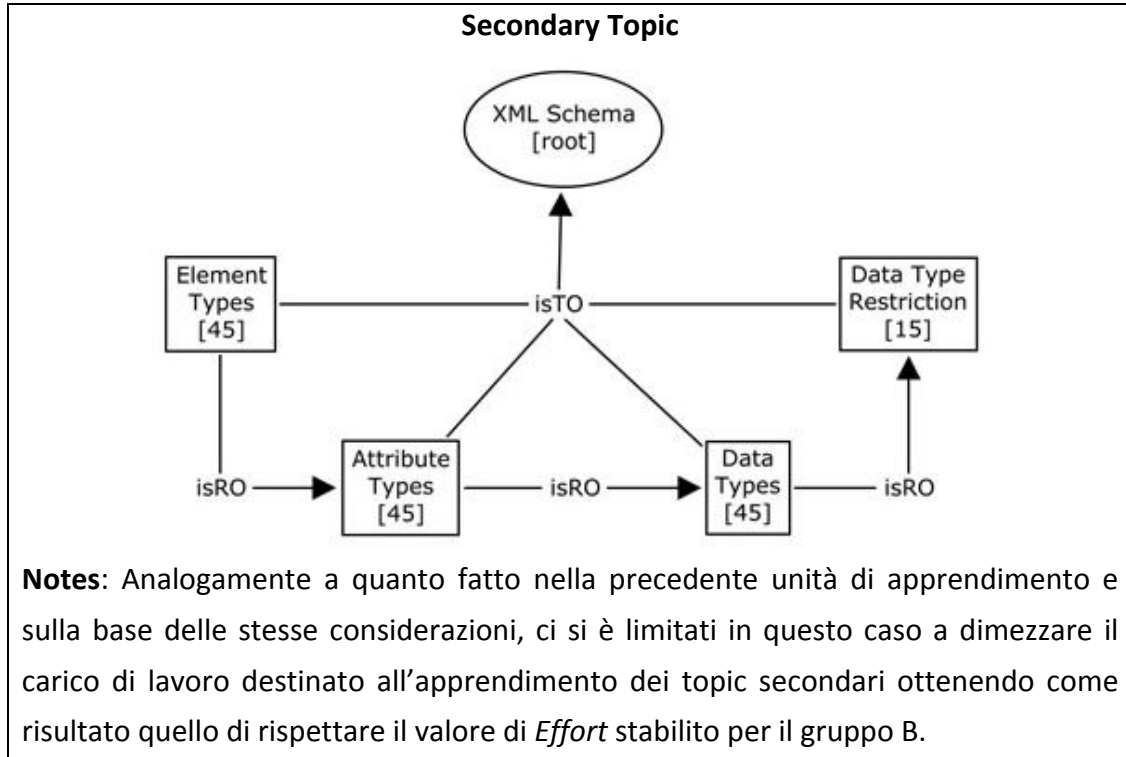 Secondary Topic
XML Schema
[root]
Element
Types
[45]
isTO
Data Type
Restriction
[15]
isRO
Attribute
Types
[45]
isRO
Data
Types
[45]
isRO
Notes: Analogamente a quanto fatto nella precedente unità di apprendimento e
sulla base delle stesse considerazioni, ci si è limitati in questo caso a dimezzare il
carico di lavoro destinato all’apprendimento dei topic secondari ottenendo come
risultato quello di rispettare il valore di Effort stabilito per il gruppo B.